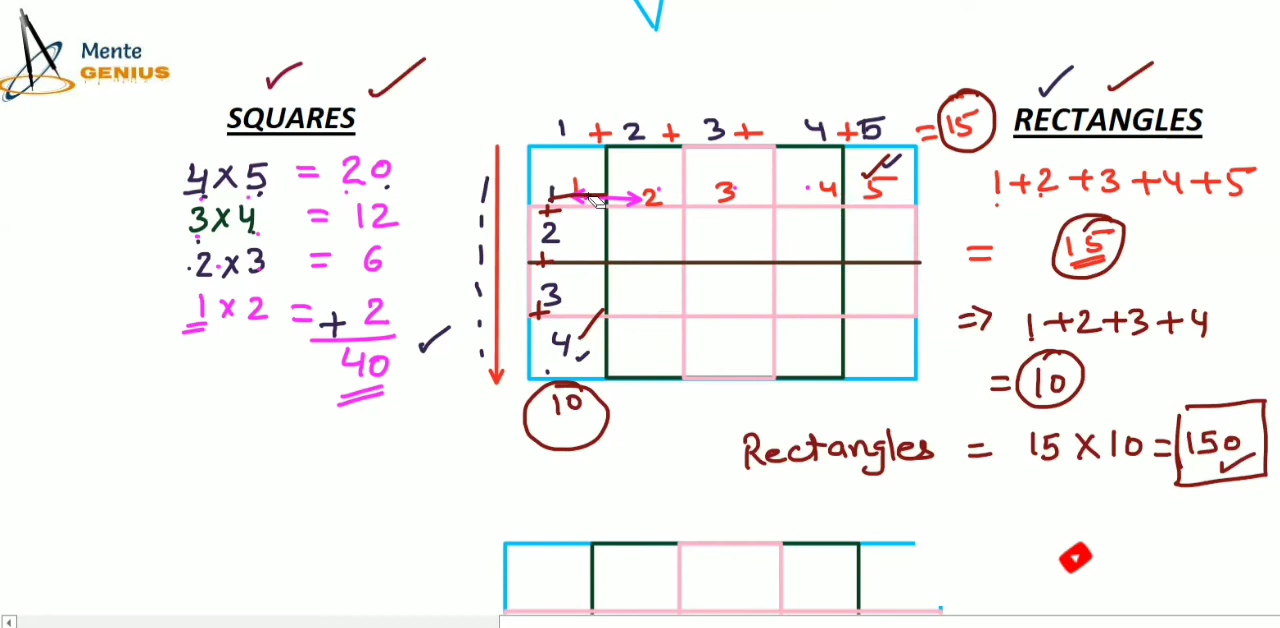 Mente
GENIUS
SQUARES
4 x 5 = 20
3 x 4 = 12
2 x 3 = 6
1 x 2 = + 2
40
1 + 2 + 3 + 4 + 5 = 15
1 2 3 4 5
1
+
2
+
3
+
4
10
RECTANGLES
1 + 2 + 3 + 4 + 5
= 15
=> 1 + 2 + 3 + 4
= 10
Rectangles = 15 X 10 = 150